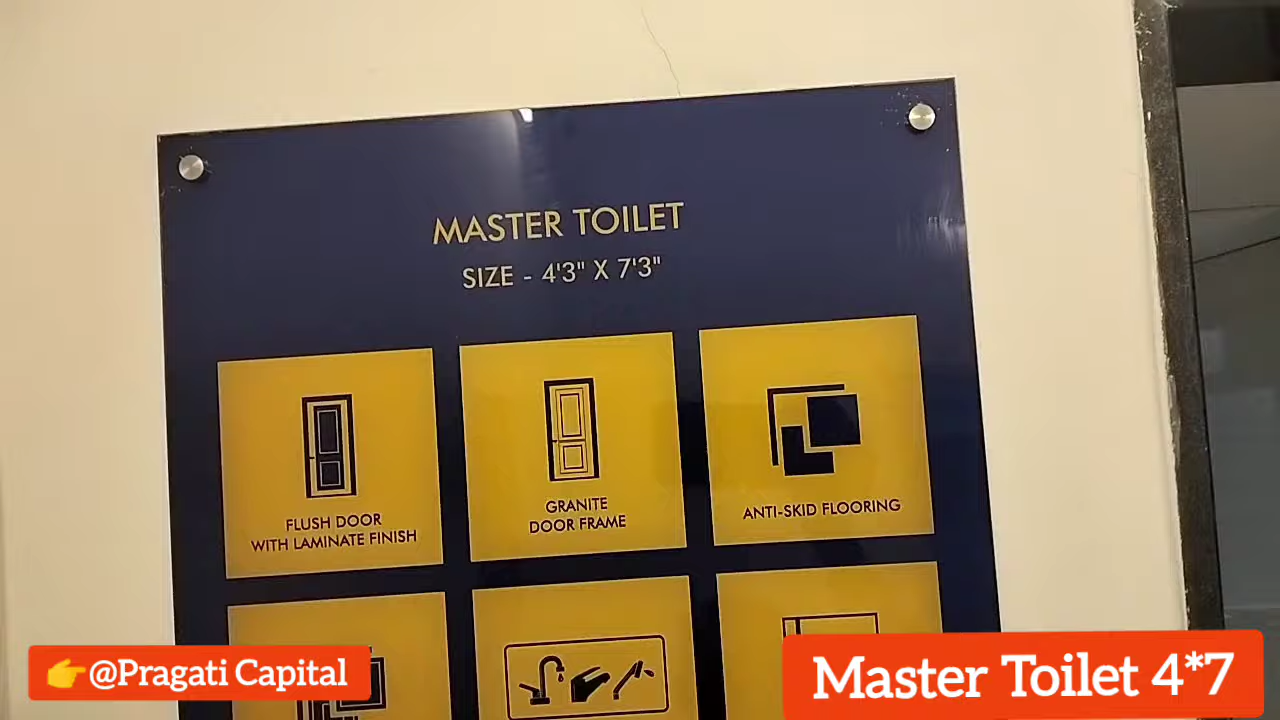 MASTER TOILET
SIZE - 4'3" X 7'3"
FLUSH DOOR
WITH LAMINATE FINISH
GRANITE
DOOR FRAME
ANTI-SKID FLOORING
👉@Pragati Capital
Master Toilet 4*7